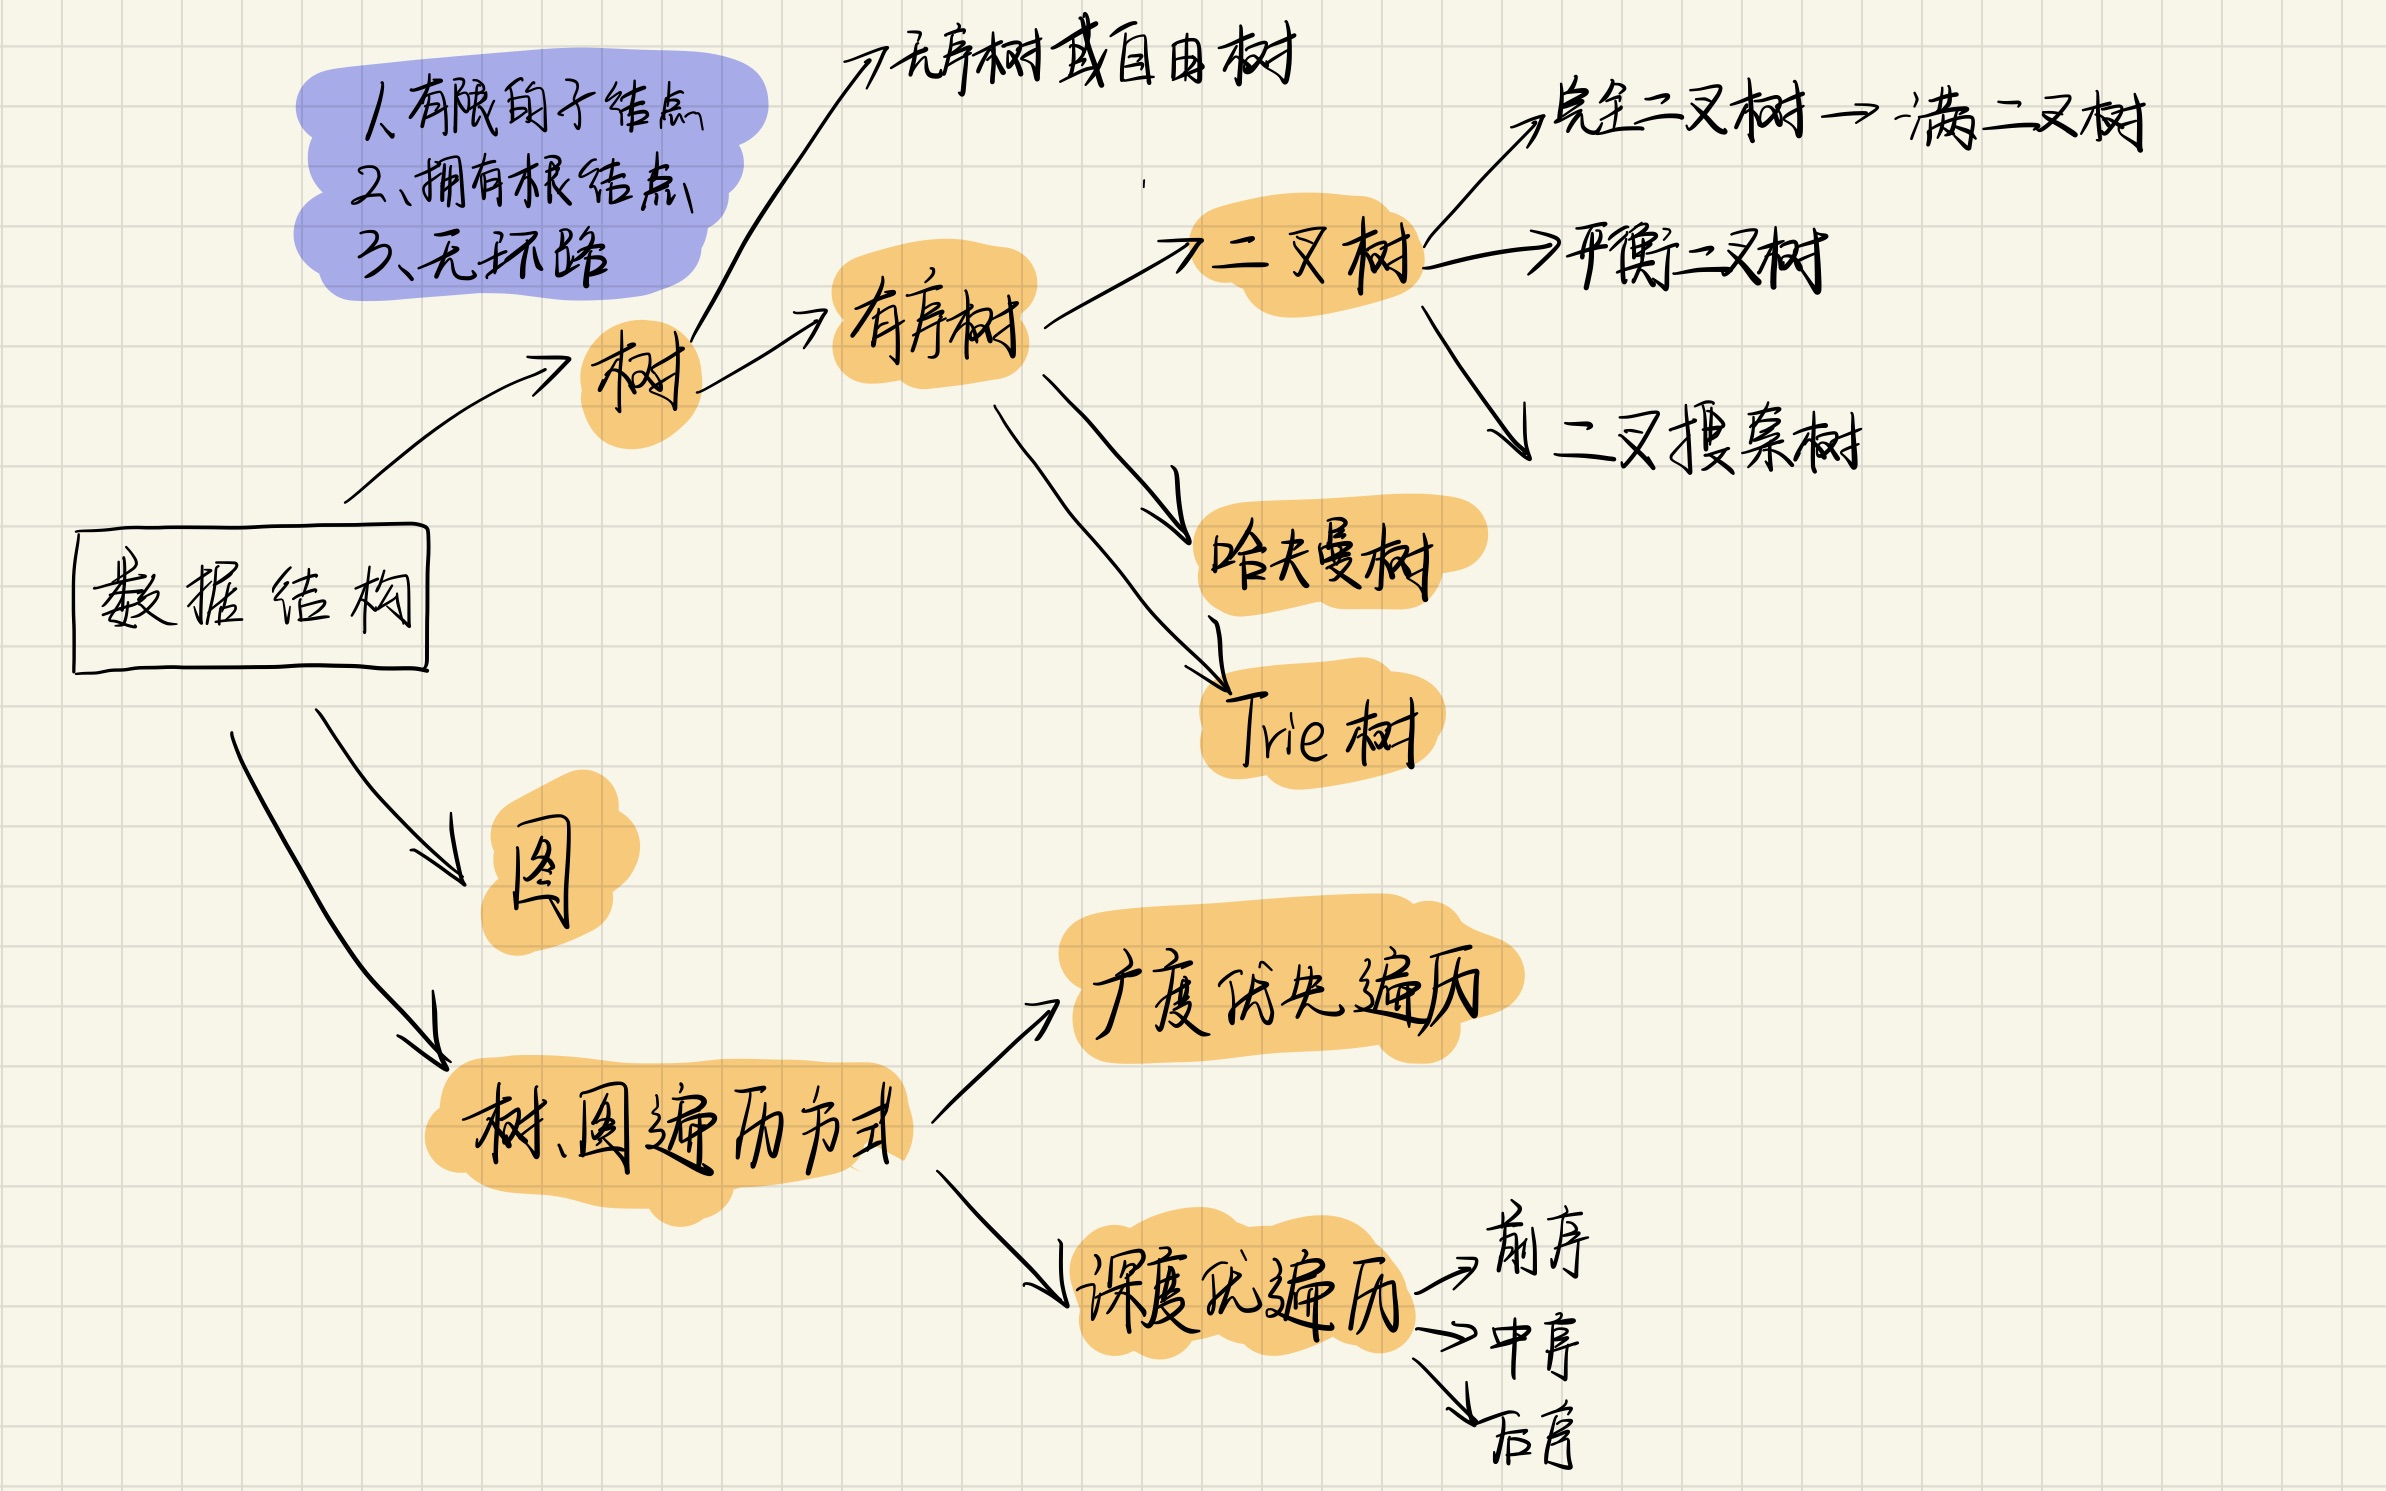 1、有限的子结点
2、拥有根结点
3、无环路
无序树或自由树
完全二叉树→满二叉树
二叉树
平衡二叉树
有序树
树
二叉搜索树
哈夫曼树
数据结构
Trie树
图
广度优先遍历
树、图遍历方式
深度优遍历
前序
中序
后序